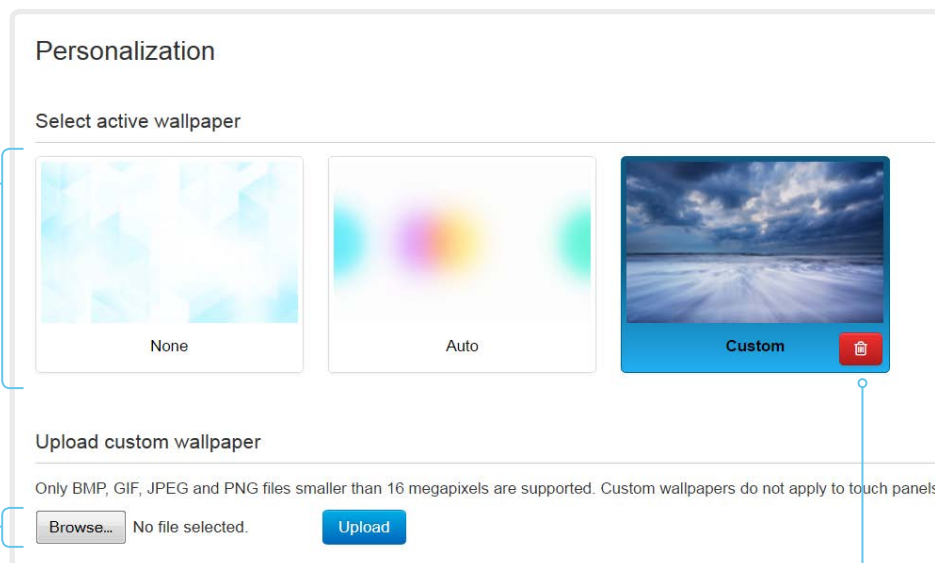 Personalization
Select active wallpaper
None
Auto
Custom
Upload custom wallpaper
Only BMP, GIF, JPEG and PNG files smaller than 16 megapixels are supported. Custom wallpapers do not apply to touch panels
Browse... No file selected. Upload